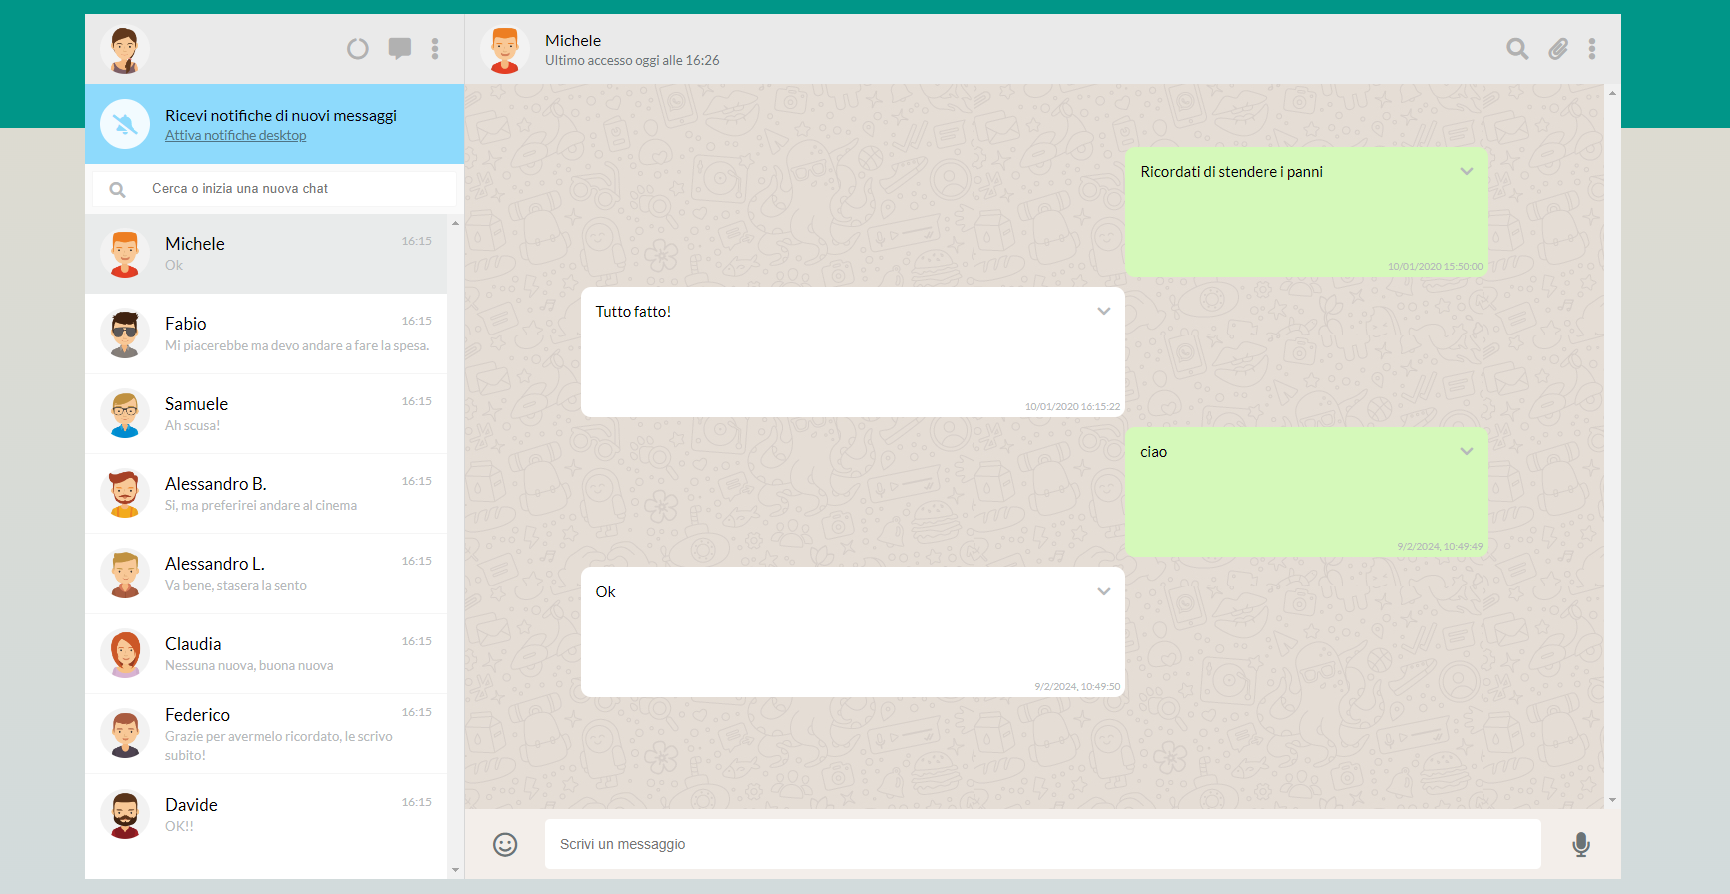 Ricevi notifiche di nuovi messaggi
Attiva notifiche desktop
Cerca o inizia una nuova chat
Michele 16:15
Ok
Fabio 16:15
Mi piacerebbe ma devo andare a fare la spesa.
Samuele 16:15
Ah scusa!
Alessandro B. 16:15
Si, ma preferirei andare al cinema
Alessandro L. 16:15
Va bene, stasera la sento
Claudia 16:15
Nessuna nuova, buona nuova
Federico 16:15
Grazie per avermelo ricordato, le scrivo
subito!
Davide 16:15
OK!!
Michele
Ultimo accesso oggi alle 16:26
Ricordati di stendere i panni
10/01/2020 15:50:00
Tutto fatto!
10/01/2020 16:15:22
ciao
9/2/2024, 10:49:49
Ok
9/2/2024, 10:49:50
Scrivi un messaggio